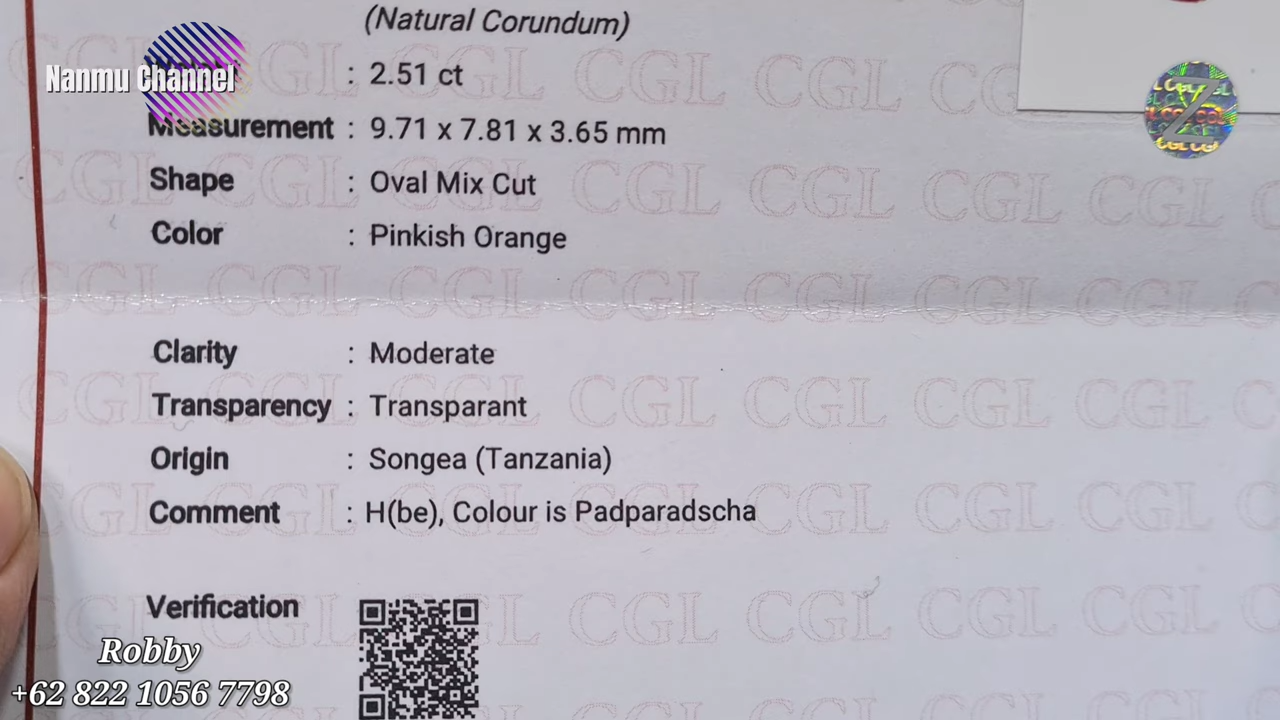 (Natural Corundum)
Nanmu Channel
: 2.51 ct
Measurement : 9.71 x 7.81 x 3.65 mm
Shape : Oval Mix Cut
Color : Pinkish Orange
Clarity : Moderate
Transparency : Transparant
Origin : Songea (Tanzania)
Comment : H(be), Colour is Padparadscha
Verification
Robby
+62 822 1056 7798